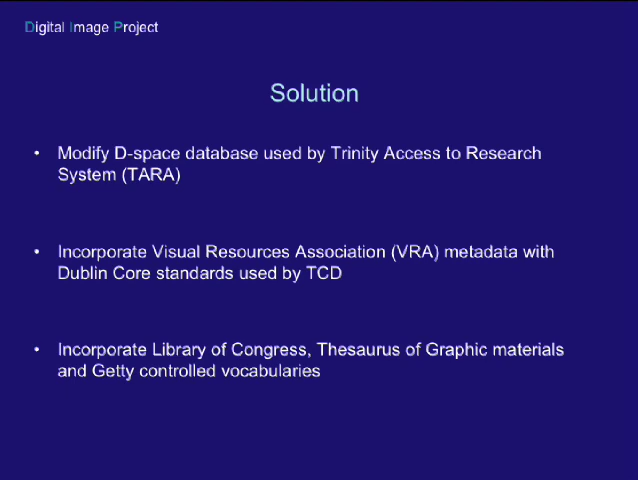 Digital Image Project
Solution
• Modify D-space database used by Trinity Access to Research
System (TARA)
• Incorporate Visual Resources Association (VRA) metadata with
Dublin Core standards used by TCD
• Incorporate Library of Congress, Thesaurus of Graphic materials
and Getty controlled vocabularies